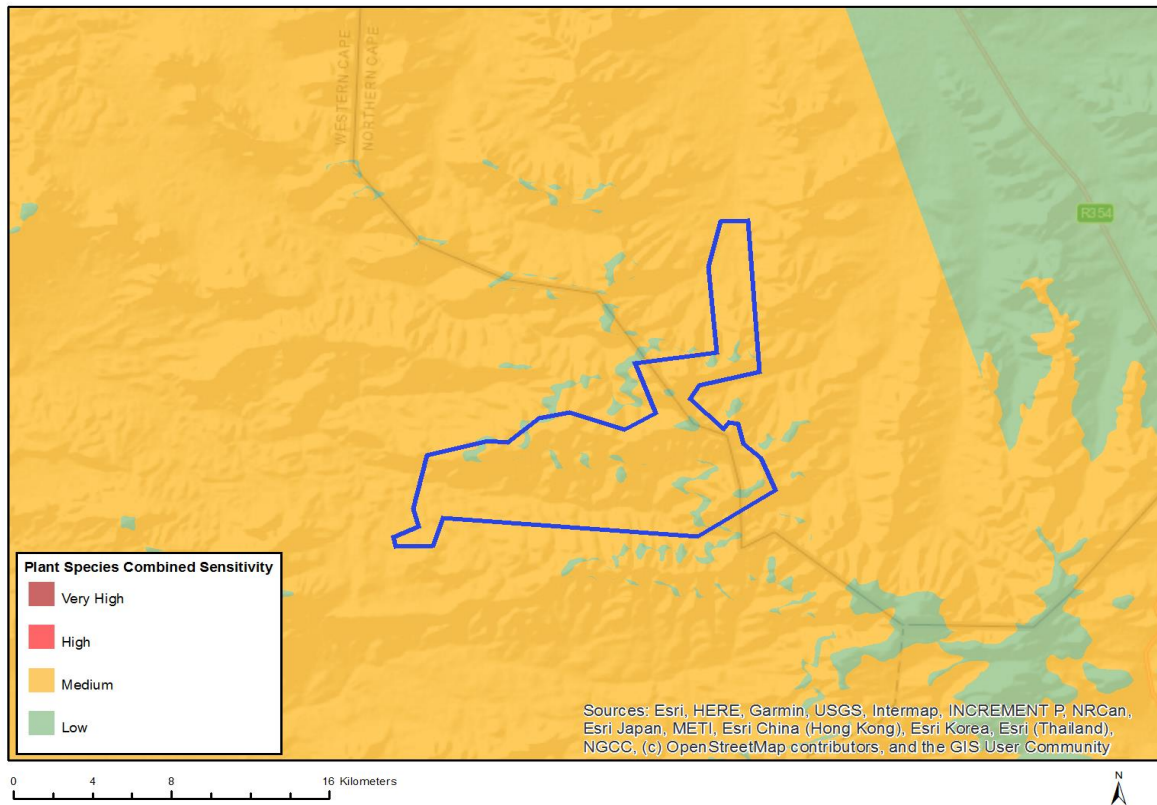 WESTERN CAPE
NORTHERN CAPE
R354
Plant Species Combined Sensitivity
Very High
High
Medium
Low
Sources: Esri, HERE, Garmin, USGS, Intermap, INCREMENT P, NRCan,
Esri Japan, METI, Esri China (Hong Kong), Esri Korea, Esri (Thailand),
NGCC, (c) OpenStreetMap contributors, and the GIS User Community
0 4 8 16 Kilometers
N